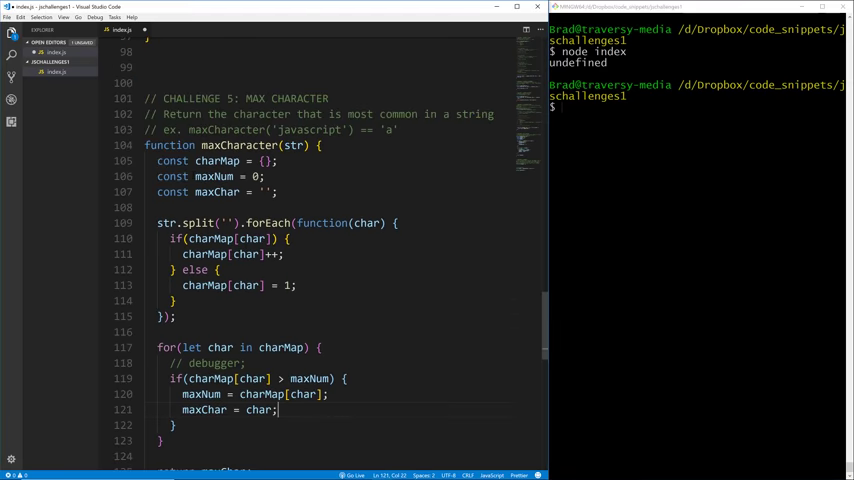 index.js - jschallenges1 - Visual Studio Code
File Edit Selection View Go Debug Tasks Help
EXPLORER
OPEN EDITORS 1 UNSAVED
index.js
JSCHALLENGES1
index.js
index.js
97 }
98
99
100
101 // CHALLENGE 5: MAX CHARACTER
102 // Return the character that is most common in a string
103 // ex. maxCharacter('javascript') == 'a'
104 function maxCharacter(str) {
105 const charMap = {};
106 const maxNum = 0;
107 const maxChar = '';
108
109 str.split('').forEach(function(char) {
110 if(charMap[char]) {
111 charMap[char]++;
112 } else {
113 charMap[char] = 1;
114 }
115 });
116
117 for(let char in charMap) {
118 // debugger;
119 if(charMap[char] > maxNum) {
120 maxNum = charMap[char];
121 maxChar = char;
122 }
123 }
124
125 return maxChar;
0 0
Go Live Ln 121, Col 22 Spaces: 2 UTF-8 CRLF JavaScript Prettier
MINGW64:/d/Dropbox/code_snippets/jschallenges1
Brad@traversy-media /d/Dropbox/code_snippets/j
schallenges1
$ node index
undefined
Brad@traversy-media /d/Dropbox/code_snippets/j
schallenges1
$